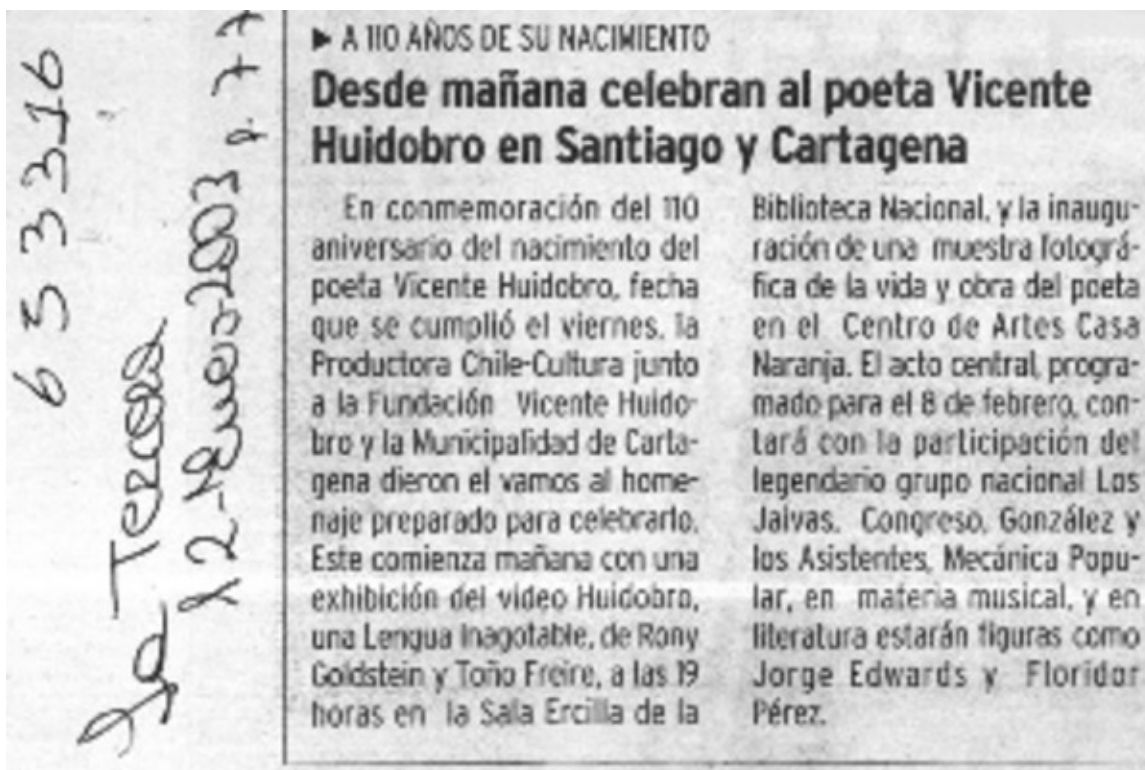 653316
La Tercera
12-Enero-2003 p. 77
► A 110 AÑOS DE SU NACIMIENTO
Desde mañana celebran al poeta Vicente
Huidobro en Santiago y Cartagena
En conmemoración del 110
aniversario del nacimiento del
poeta Vicente Huidobro, fecha
que se cumplió el viernes, la
Productora Chile-Cultura junto
a la Fundación Vicente Huido-
bro y la Municipalidad de Carta-
gena dieron el vamos al home-
naje preparado para celebrarlo.
Este comienza mañana con una
exhibición del video Huidobro,
una Lengua Inagotable, de Rony
Goldstein y Toño Freire, a las 19
horas en la Sala Ercilla de la
Biblioteca Nacional, y la inaugu-
ración de una muestra fotográ-
fica de la vida y obra del poeta
en el Centro de Artes Casa
Naranja. El acto central, progra-
mado para el 8 de febrero, con-
tará con la participación del
legendario grupo nacional Los
Jaivas, Congreso, González y
los Asistentes, Mecánica Popu-
lar, en materia musical, y en
literatura estarán figuras como
Jorge Edwards y Floridor
Pérez.